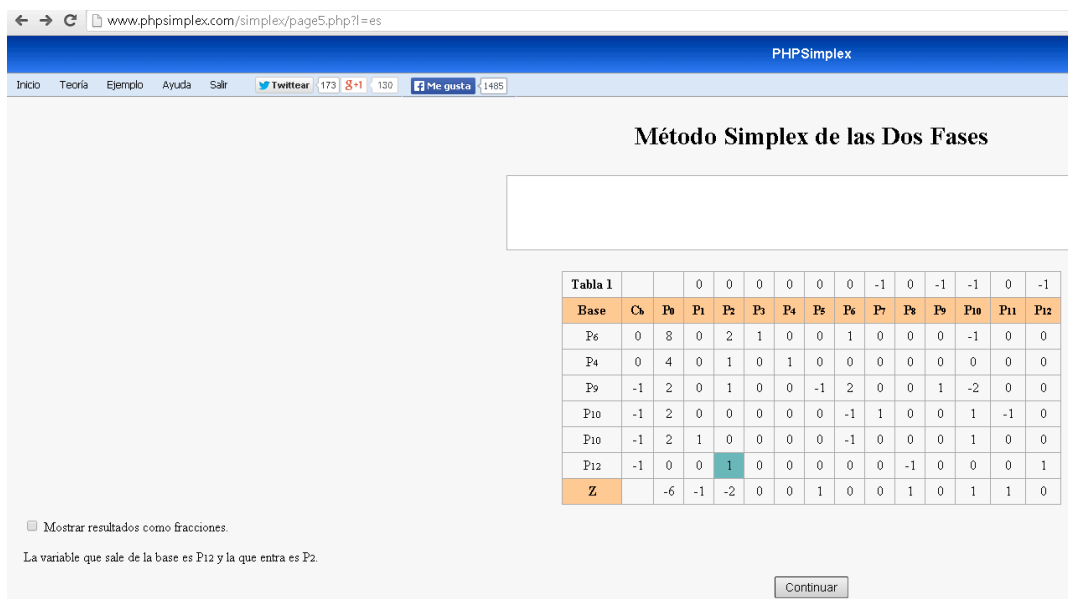 www.phpsimplex.com/simplex/page5.php?l=es
PHPSimplex
Inicio Teoría Ejemplo Ayuda Salir Twittear 173 g+1 130 Me gusta 1485
Método Simplex de las Dos Fases
Tabla 1 0 0 0 0 0 0 -1 0 -1 -1 0 -1
Base Cb P0 P1 P2 P3 P4 P5 P6 P7 P8 P9 P10 P11 P12
P6 0 8 0 2 1 0 0 1 0 0 0 -1 0 0
P4 0 4 0 1 0 1 0 0 0 0 0 0 0 0
P9 -1 2 0 1 0 0 -1 2 0 0 1 -2 0 0
P10 -1 2 0 0 0 0 0 -1 1 0 0 1 -1 0
P10 -1 2 1 0 0 0 0 -1 0 0 0 1 0 0
P12 -1 0 0 1 0 0 0 0 0 -1 0 0 0 1
Z -6 -1 -2 0 0 1 0 0 1 0 1 1 0
Mostrar resultados como fracciones.
La variable que sale de la base es P12 y la que entra es P2.
Continuar